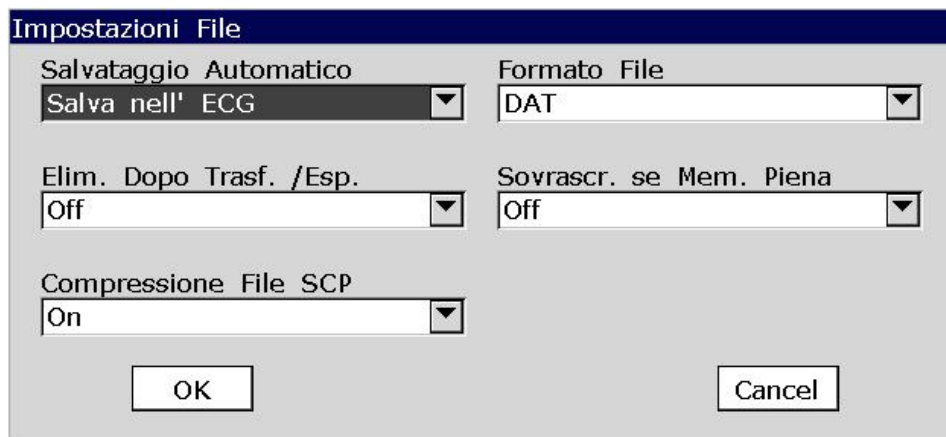 Impostazioni File
Salvataggio Automatico
Formato File
Salva nell' ECG
DAT
Elim. Dopo Trasf. /Esp.
Sovrascr. se Mem. Piena
Off
Off
Compressione File SCP
On
OK
Cancel